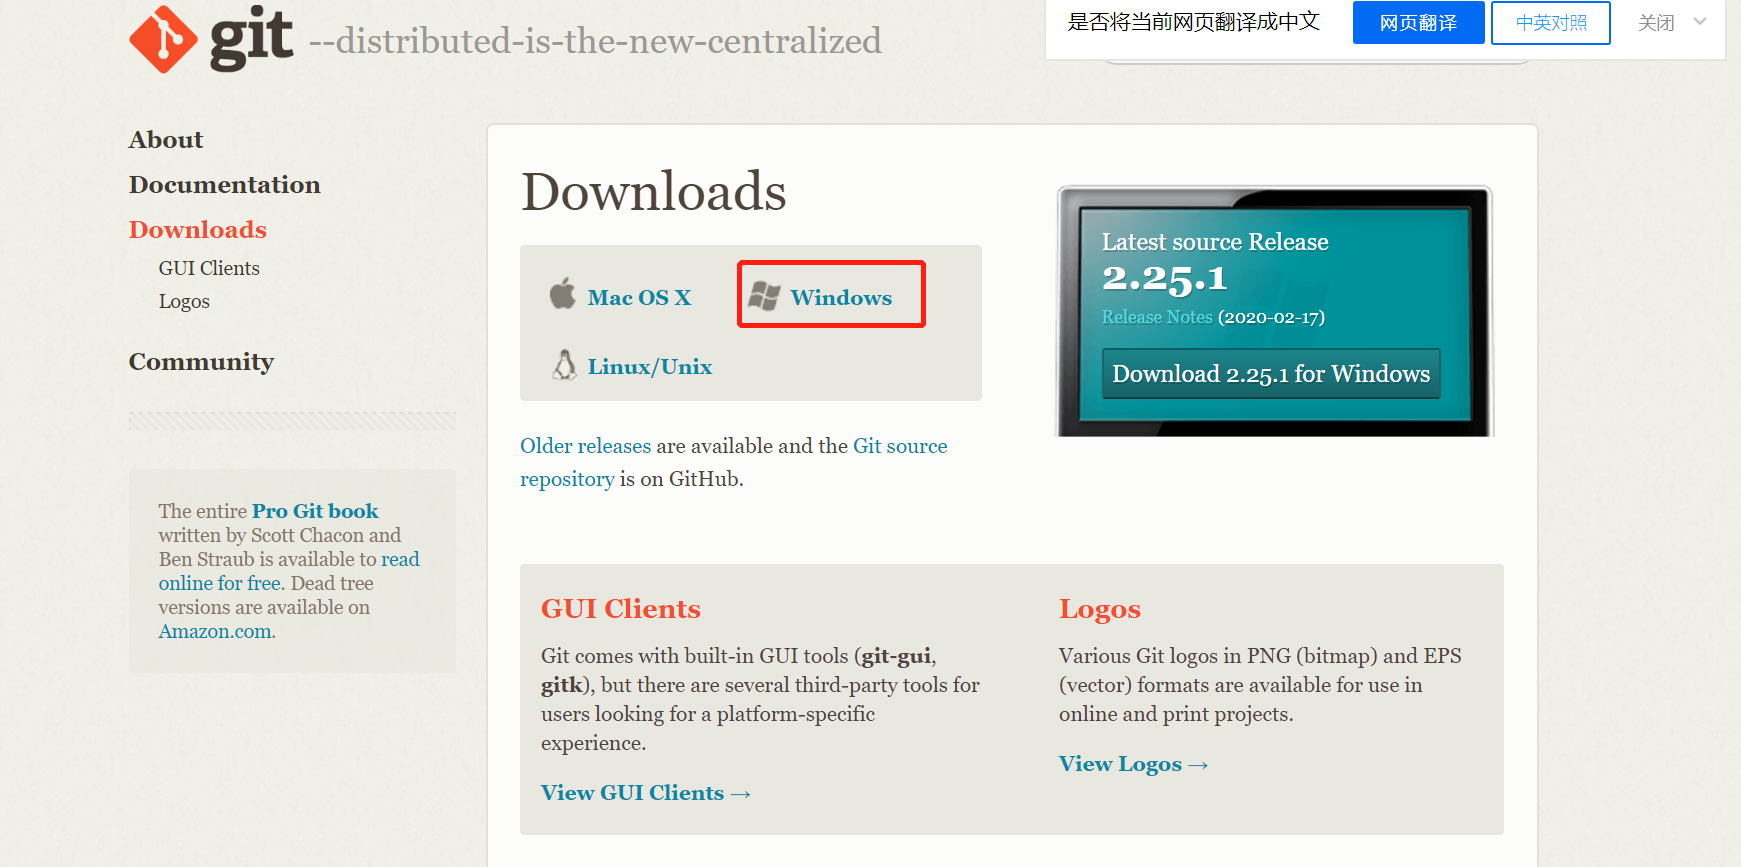 git --distributed-is-the-new-centralized
是否将当前网页翻译成中文
网页翻译
中英对照
关闭
About
Documentation
Downloads
GUI Clients
Logos
Community
The entire Pro Git book
written by Scott Chacon and
Ben Straub is available to read
online for free. Dead tree
versions are available on
Amazon.com.
Downloads
Mac OS X
Windows
Linux/Unix
Older releases are available and the Git source
repository is on GitHub.
Latest source Release
2.25.1
Release Notes (2020-02-17)
Download 2.25.1 for Windows
GUI Clients
Git comes with built-in GUI tools (git-gui,
gitk), but there are several third-party tools for
users looking for a platform-specific
experience.
View GUI Clients →
Logos
Various Git logos in PNG (bitmap) and EPS
(vector) formats are available for use in
online and print projects.
View Logos →